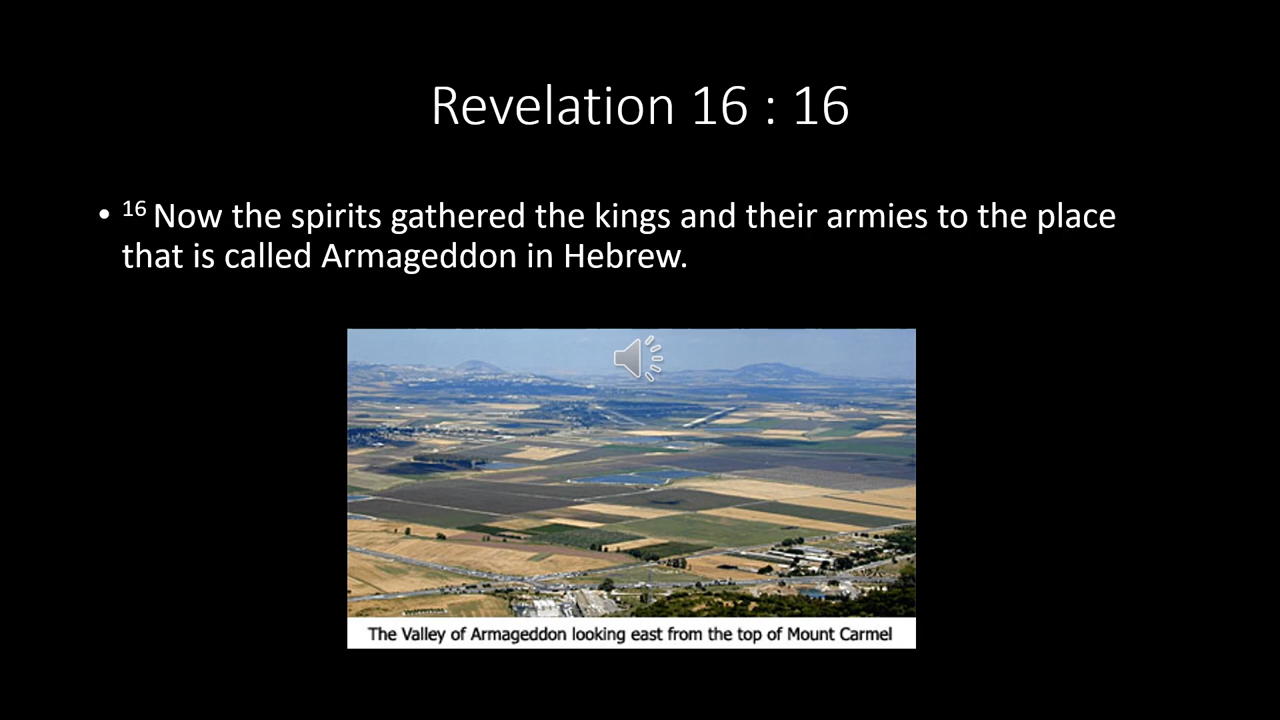 Revelation 16 : 16
• 16 Now the spirits gathered the kings and their armies to the place
that is called Armageddon in Hebrew.
The Valley of Armageddon looking east from the top of Mount Carmel